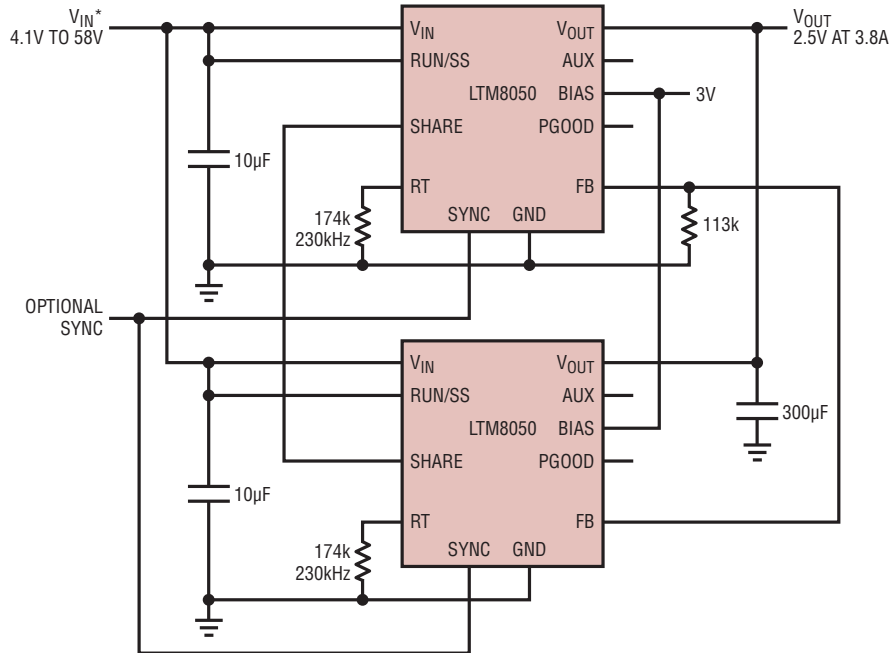 VIN*
4.1V TO 58V
VIN
VOUT
VOUT
2.5V AT 3.8A
RUN/SS
AUX
LTM8050
BIAS
3V
SHARE
PGOOD
10µF
RT
FB
174k
230kHz
SYNC
GND
113k
OPTIONAL
SYNC
VIN
VOUT
RUN/SS
AUX
LTM8050
BIAS
300µF
SHARE
PGOOD
10µF
RT
FB
174k
230kHz
SYNC
GND